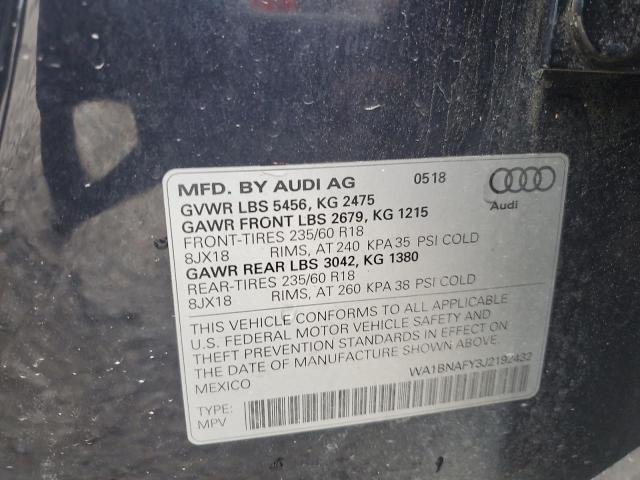 MFD. BY AUDI AG 0518
GVWR LBS 5456, KG 2475
GAWR FRONT LBS 2679, KG 1215
FRONT-TIRES 235/60 R18
8JX18 RIMS, AT 240 KPA 35 PSI COLD
GAWR REAR LBS 3042, KG 1380
REAR-TIRES 235/60 R18
8JX18 RIMS, AT 260 KPA 38 PSI COLD
Audi
THIS VEHICLE CONFORMS TO ALL APPLICABLE
U.S. FEDERAL MOTOR VEHICLE SAFETY AND
THEFT PREVENTION STANDARDS IN EFFECT ON
THE DATE OF MANUFACTURE SHOWN ABOVE.
MEXICO
WA1BNAFY3J2192432
TYPE:
MPV